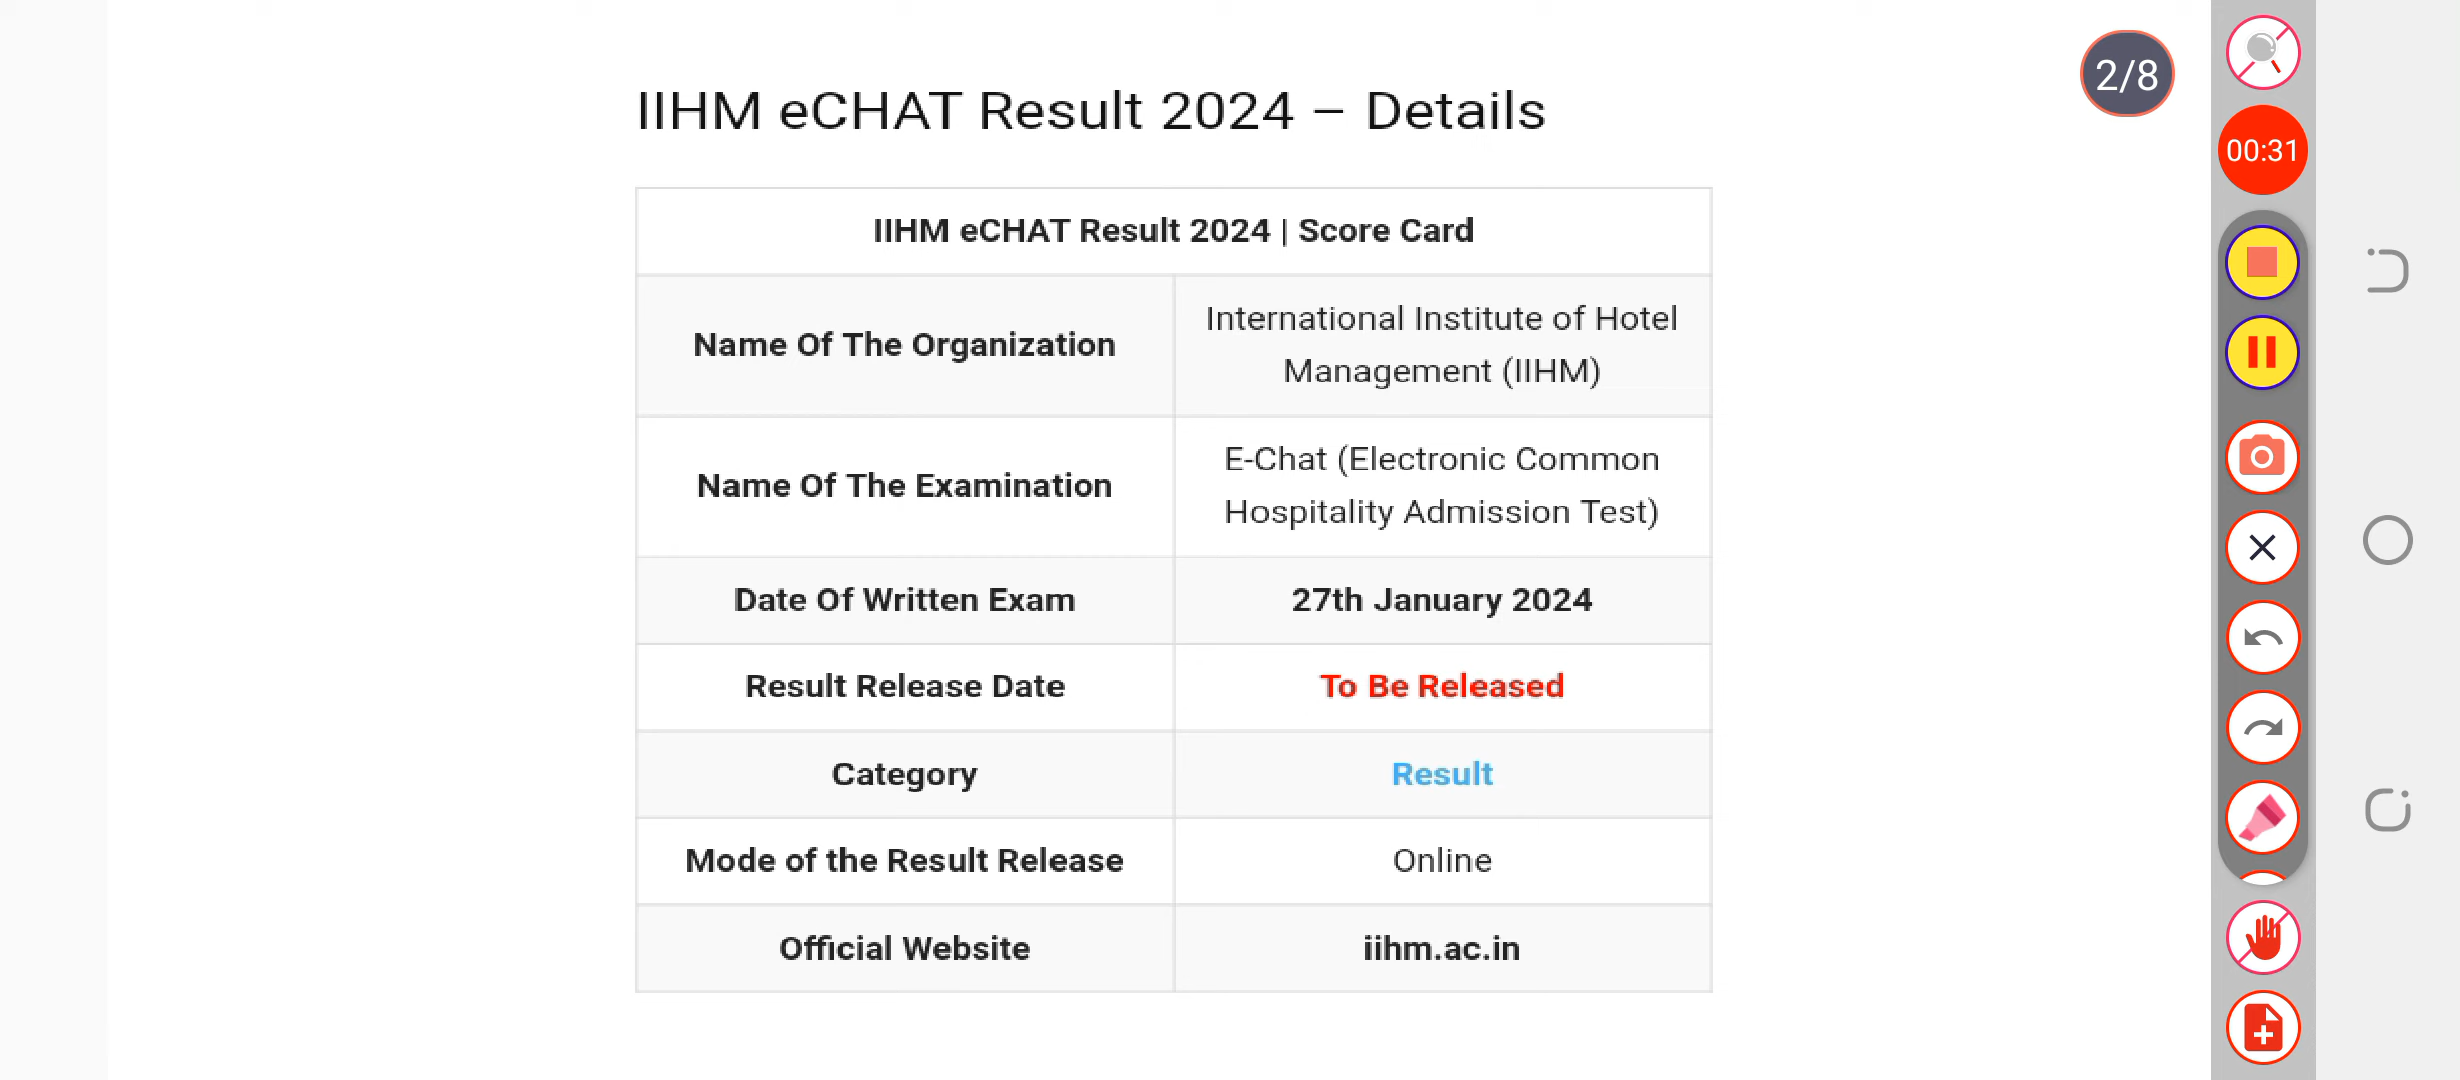 IIHM eCHAT Result 2024 – Details
2/8
00:31
IIHM eCHAT Result 2024 | Score Card
Name Of The Organization
International Institute of Hotel
Management (IIHM)
Name Of The Examination
E-Chat (Electronic Common
Hospitality Admission Test)
Date Of Written Exam
27th January 2024
Result Release Date
To Be Released
Category
Result
Mode of the Result Release
Online
Official Website
iihm.ac.in